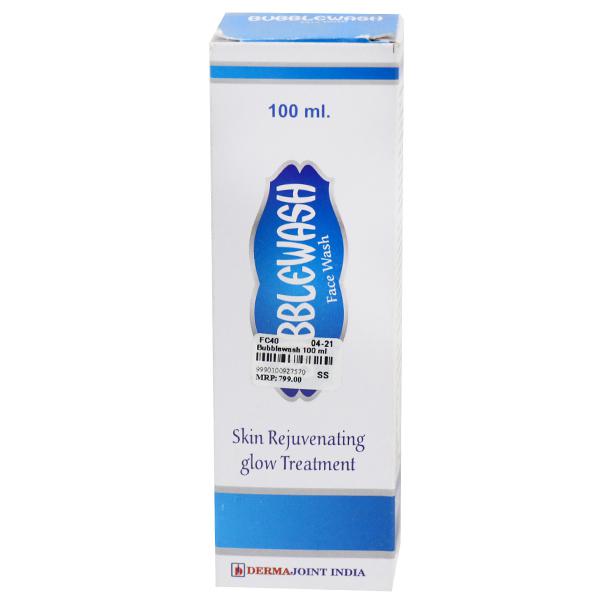 BUBBLEWASH
100 ml.
BBLEWASH
Face Wash
FC40 04-21
Bubblewash 100 ml
9990100927570 SS
MRP: 799.00
Skin Rejuvenating
glow Treatment
DERMAJOINT INDIA